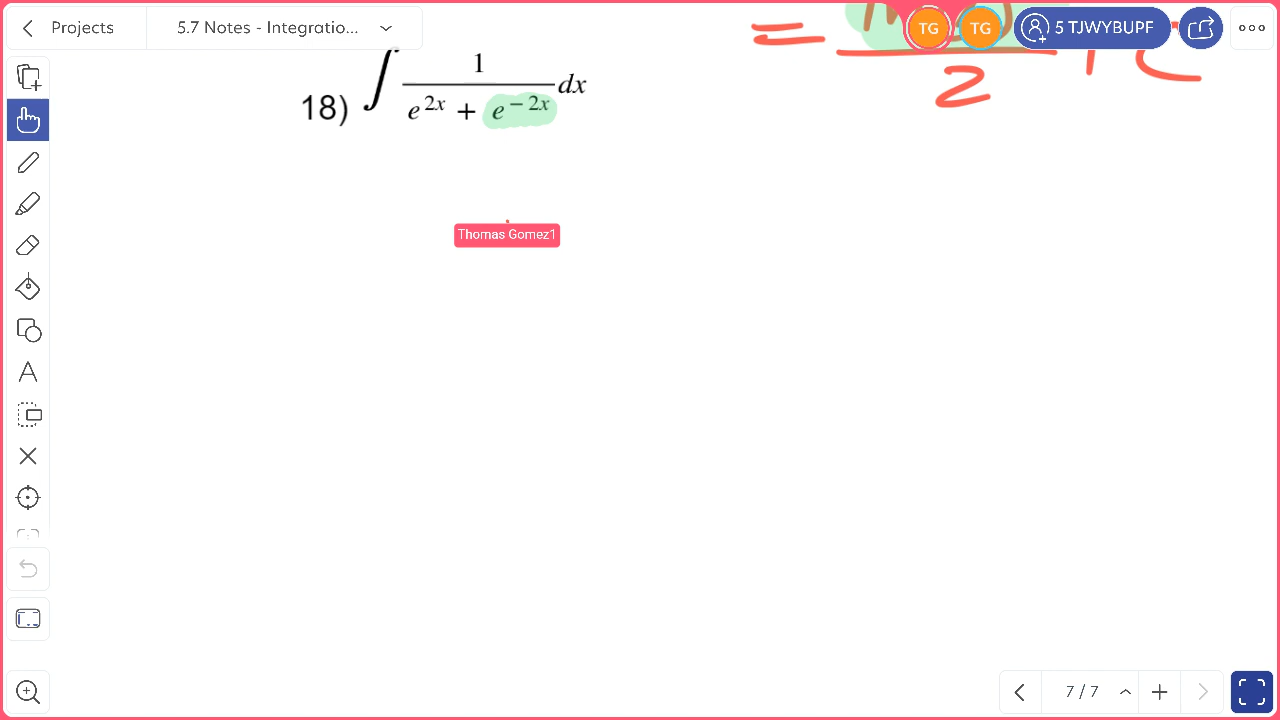 Projects
5.7 Notes - Integratio...
TG
TG
5 TJWYBUPF
= 2 + C
18) ∫ 1 / (e^{2x} + e^{-2x}) dx
Thomas Gomez1
A
7 / 7